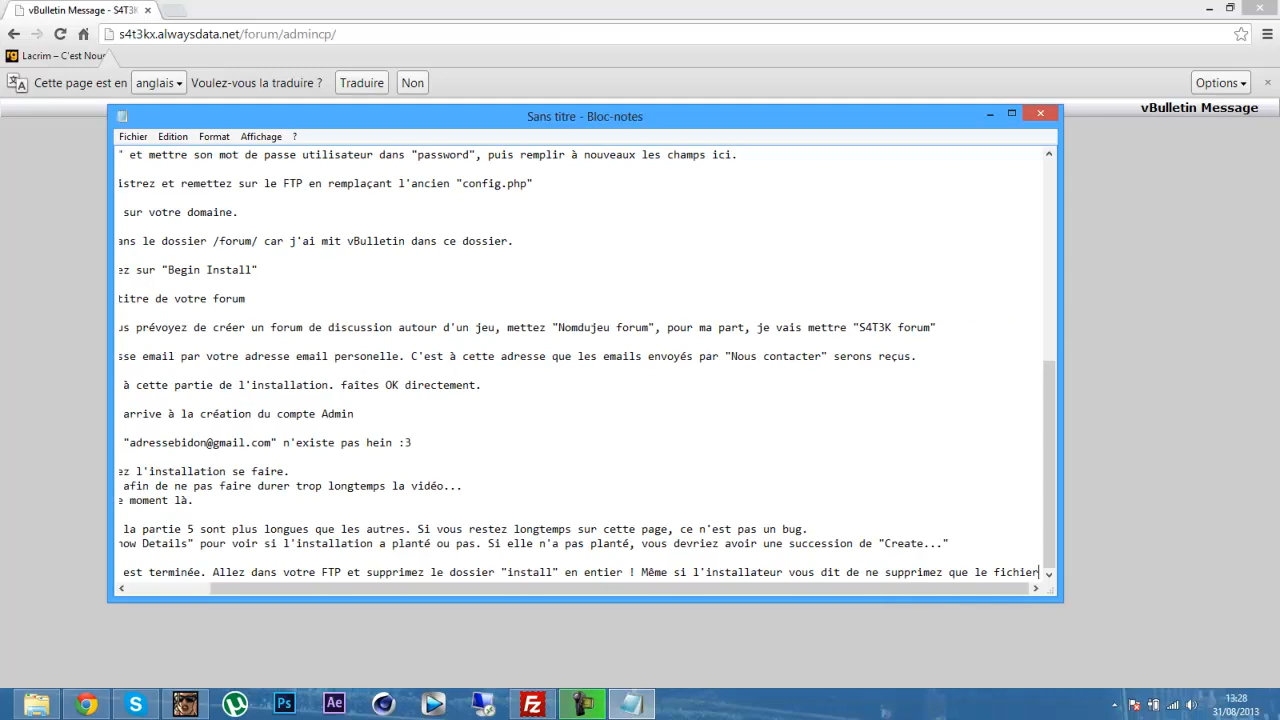 vBulletin Message - S4T3K
s4t3kx.alwaysdata.net/forum/admincp/
rg Lacrim – C'est Nous
Cette page est en anglais Voulez-vous la traduire ? Traduire Non Options
vBulletin Message
Sans titre - Bloc-notes
Fichier Edition Format Affichage ?
" et mettre son mot de passe utilisateur dans "password", puis remplir à nouveaux les champs ici.
istrez et remettez sur le FTP en remplaçant l'ancien "config.php"
sur votre domaine.
ans le dossier /forum/ car j'ai mit vBulletin dans ce dossier.
ez sur "Begin Install"
titre de votre forum
us prévoyez de créer un forum de discussion autour d'un jeu, mettez "Nomdujeu forum", pour ma part, je vais mettre "S4T3K forum"
sse email par votre adresse email personelle. C'est à cette adresse que les emails envoyés par "Nous contacter" serons reçus.
à cette partie de l'installation. faîtes OK directement.
arrive à la création du compte Admin
"adressebidon@gmail.com" n'existe pas hein :3
ez l'installation se faire.
afin de ne pas faire durer trop longtemps la vidéo...
e moment là.
la partie 5 sont plus longues que les autres. Si vous restez longtemps sur cette page, ce n'est pas un bug.
how Details" pour voir si l'installation a planté ou pas. Si elle n'a pas planté, vous devriez avoir une succession de "Create..."
est terminée. Allez dans votre FTP et supprimez le dossier "install" en entier ! Même si l'installateur vous dit de ne supprimez que le fichier
Ps Ae Fz
13:28
31/08/2013